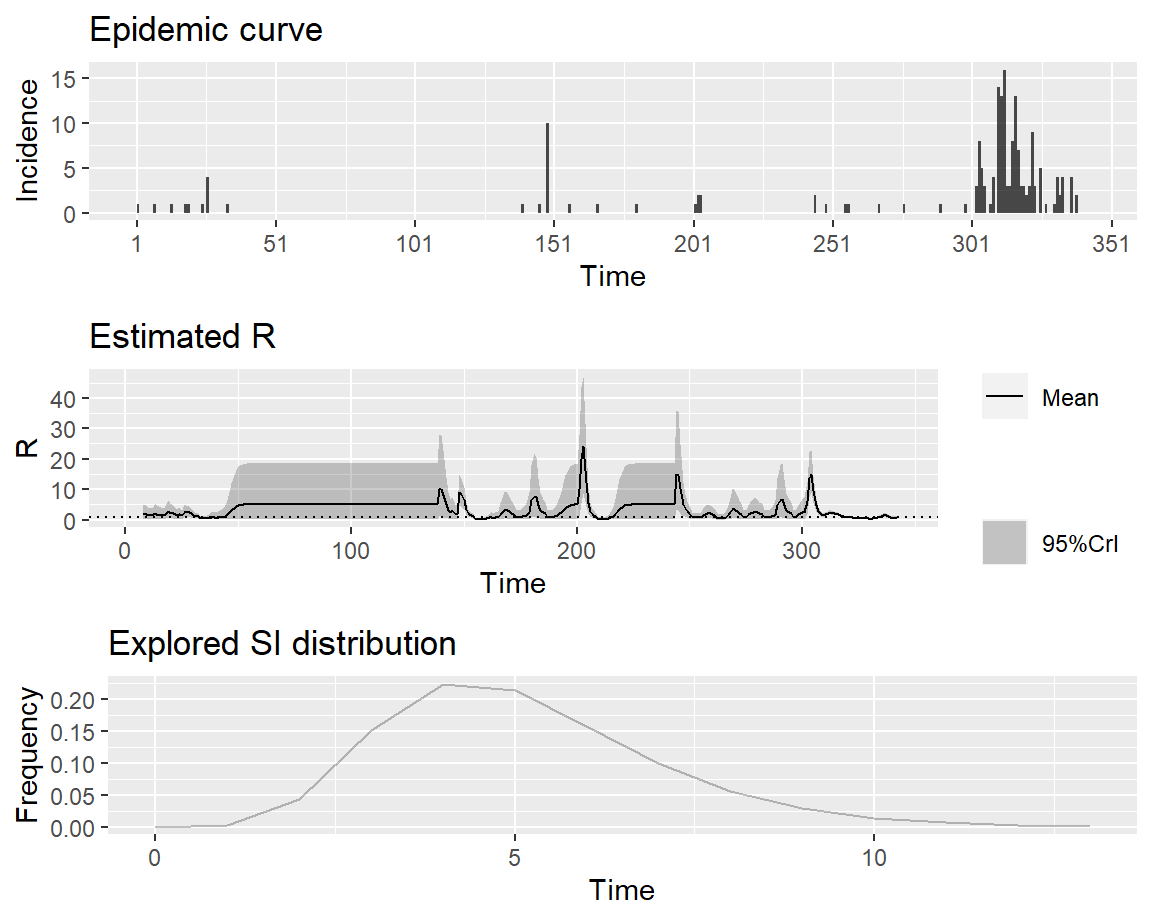 Epidemic curve
Incidence
15
10
5
0
1 51 101 151 201 251 301 351
Time
Estimated R
R
40
30
20
10
0
0 100 200 300
Time
Mean
95%CrI
Explored SI distribution
Frequency
0.20
0.15
0.10
0.05
0.00
0 5 10
Time